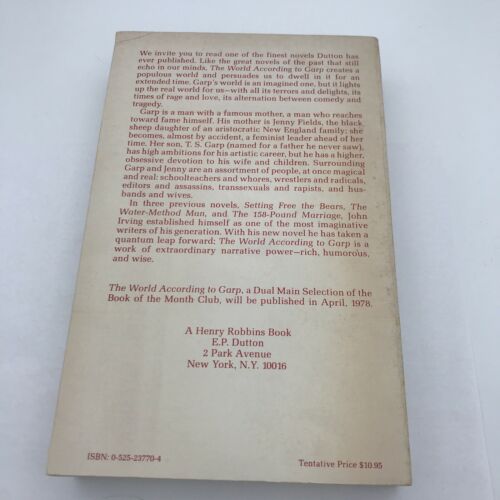 We invite you to read one of the finest novels Dutton has
ever published. Like the great novels of the past that still
echo in our minds, The World According to Garp creates a
populous world and persuades us to dwell in it for an
extended time. Garp's world is an imagined one, but it lights
up the real world for us—with all its terrors and delights, its
times of rage and love, its alternation between comedy and
tragedy.
Garp is a man with a famous mother, a man who reaches
toward fame himself. His mother is Jenny Fields, the black
sheep daughter of an aristocratic New England family; she
becomes, almost by accident, a feminist leader ahead of her
time. Her son, T. S. Garp (named for a father he never saw),
has high ambitions for his artistic career, but he has a higher,
obsessive devotion to his wife and children. Surrounding
Garp and Jenny are an assortment of people, at once magical
and real: schoolteachers and whores, wrestlers and radicals,
editors and assassins, transsexuals and rapists, and hus-
bands and wives.
In three previous novels, Setting Free the Bears, The
Water-Method Man, and The 158-Pound Marriage, John
Irving established himself as one of the most imaginative
writers of his generation. With his new novel he has taken a
quantum leap forward: The World According to Garp is a
work of extraordinary narrative power—rich, humorous,
and wise.
The World According to Garp, a Dual Main Selection of the
Book of the Month Club, will be published in April, 1978.
A Henry Robbins Book
E.P. Dutton
2 Park Avenue
New York, N.Y. 10016
ISBN: 0-525-23770-4
Tentative Price $10.95